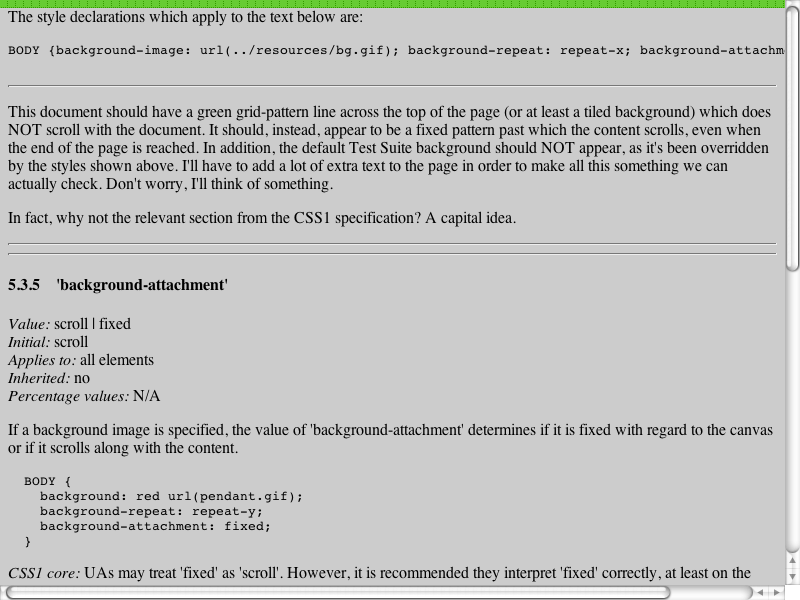 The style declarations which apply to the text below are:
BODY {background-image: url(../resources/bg.gif); background-repeat: repeat-x; background-attachm
This document should have a green grid-pattern line across the top of the page (or at least a tiled background) which does
NOT scroll with the document. It should, instead, appear to be a fixed pattern past which the content scrolls, even when
the end of the page is reached. In addition, the default Test Suite background should NOT appear, as it's been overridden
by the styles shown above. I'll have to add a lot of extra text to the page in order to make all this something we can
actually check. Don't worry, I'll think of something.
In fact, why not the relevant section from the CSS1 specification? A capital idea.
5.3.5 'background-attachment'
Value: scroll | fixed
Initial: scroll
Applies to: all elements
Inherited: no
Percentage values: N/A
If a background image is specified, the value of 'background-attachment' determines if it is fixed with regard to the canvas
or if it scrolls along with the content.
BODY {
background: red url(pendant.gif);
background-repeat: repeat-y;
background-attachment: fixed;
}
CSS1 core: UAs may treat 'fixed' as 'scroll'. However, it is recommended they interpret 'fixed' correctly, at least on the